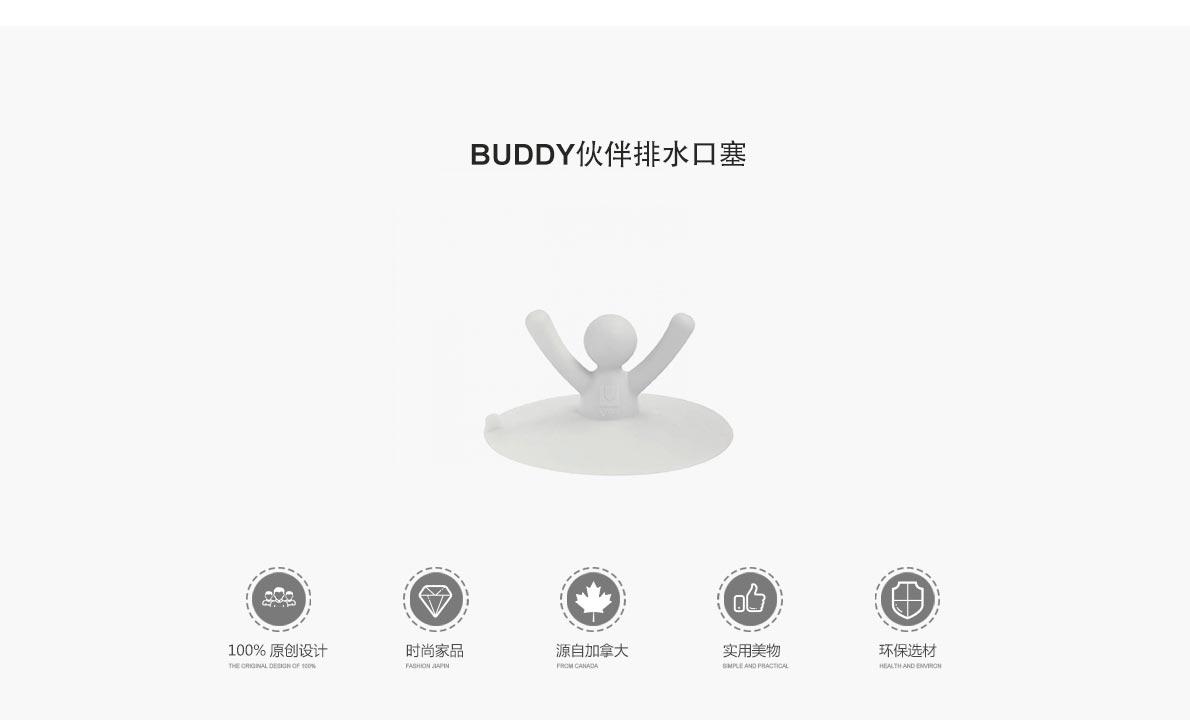 BUDDY伙伴排水口塞
100% 原创设计
THE ORIGINAL DESIGN OF 100%
时尚家品
FASHION JIAPIN
源自加拿大
FROM CANADA
实用美物
SIMPLE AND PRACTICAL
环保选材
HEALTH AND ENVIRON